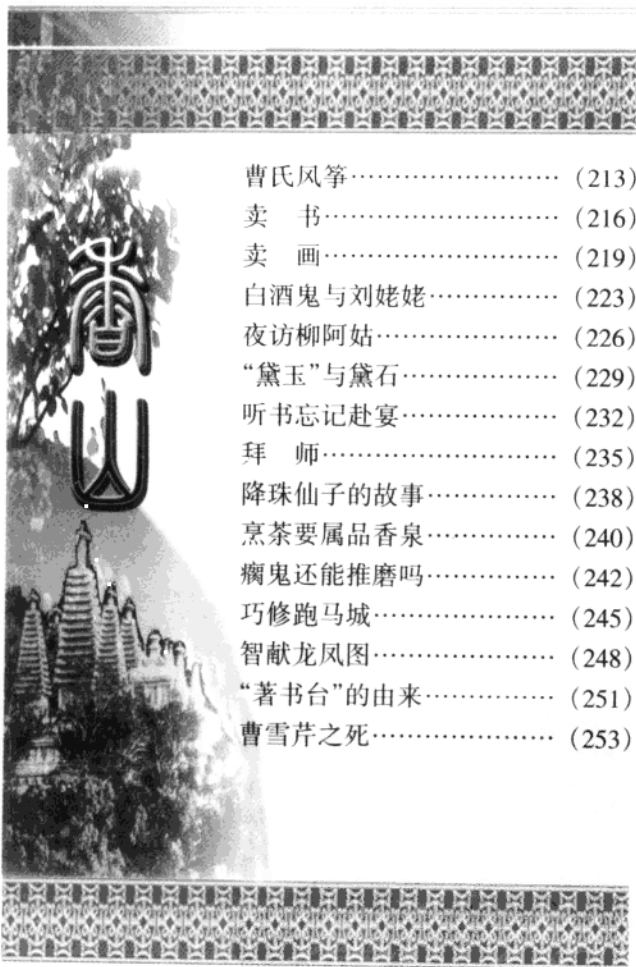 香山
曹氏风筝……………………(213)
卖　书………………………(216)
卖　画………………………(219)
白酒鬼与刘姥姥……………(223)
夜访柳阿姑…………………(226)
“黛玉”与黛石………………(229)
听书忘记赴宴………………(232)
拜　师………………………(235)
降珠仙子的故事……………(238)
烹茶要属品香泉……………(240)
瘸鬼还能推磨吗……………(242)
巧修跑马城…………………(245)
智献龙凤图…………………(248)
“著书台”的由来……………(251)
曹雪芹之死…………………(253)